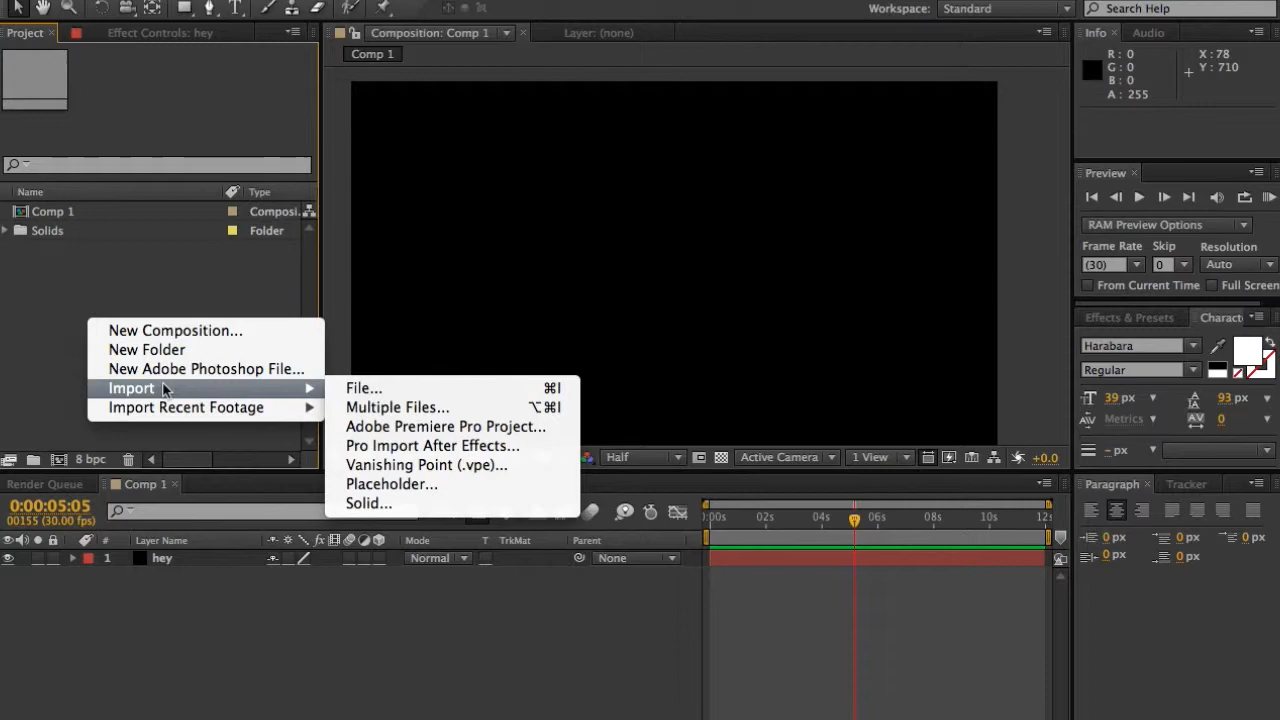 Workspace: Standard
Search Help
Project
Effect Controls: hey
Composition: Comp 1
Layer: (none)
Info
Audio
Comp 1
R: 0
G: 0
B: 0
A: 255
X: 78
Y: 710
Preview
RAM Preview Options
Frame Rate
Skip
Resolution
(30)
0
Auto
From Current Time
Full Screen
Name
Type
Comp 1
Composi...
Solids
Folder
New Composition...
New Folder
New Adobe Photoshop File...
Import
Import Recent Footage
File... ⌘I
Multiple Files... ⌥⌘I
Adobe Premiere Pro Project...
Pro Import After Effects...
Vanishing Point (.vpe)...
Placeholder...
Solid...
Effects & Presets
Charact
Harabara
Regular
39 px
93 px
Metrics
0
- px
8 bpc
Half
Active Camera
1 View
+0.0
Render Queue
Comp 1
0:00:05:05
00155 (30.00 fps)
:00s
02s
04s
06s
08s
10s
12s
#
Layer Name
Mode
T
TrkMat
Parent
1
hey
Normal
None
Paragraph
Tracker
0 px
0 px
0 px
0 px
0 px